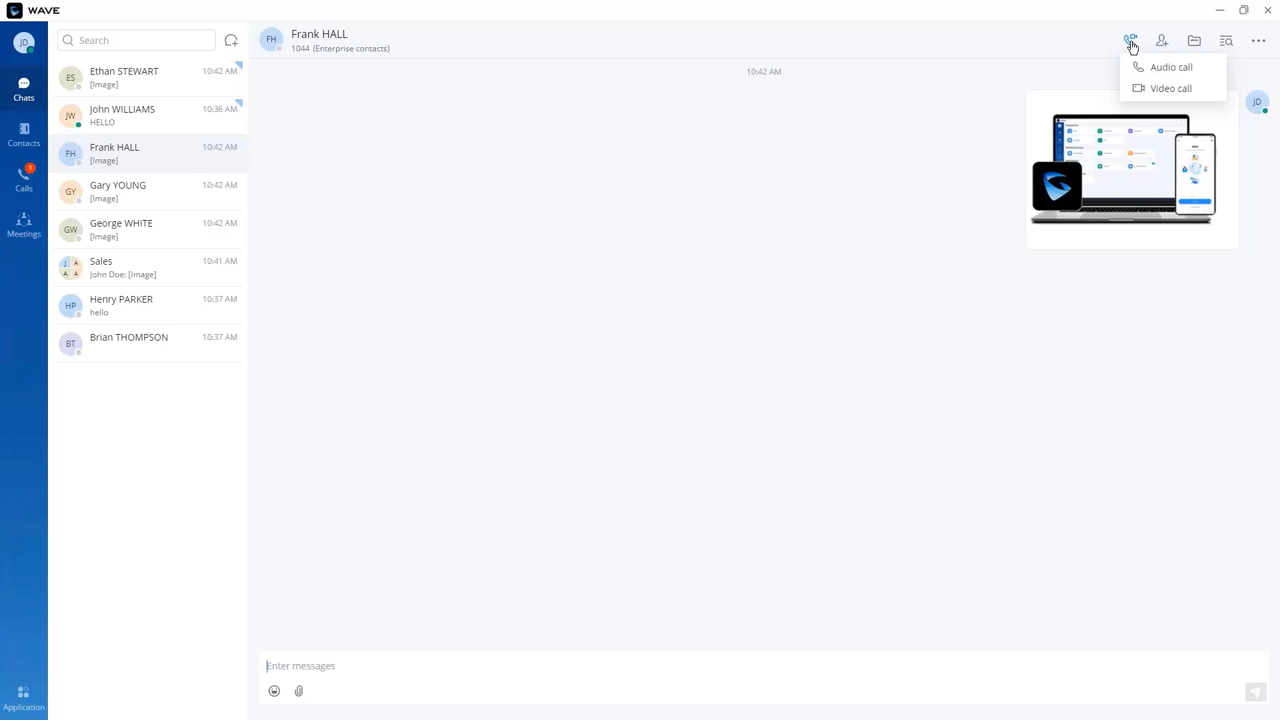 WAVE
JD
Chats
Contacts
1
Calls
Meetings
Application
Search
ES
Ethan STEWART
10:42 AM
[Image]
JW
John WILLIAMS
10:36 AM
HELLO
FH
Frank HALL
10:42 AM
[Image]
GY
Gary YOUNG
10:42 AM
[Image]
GW
George WHITE
10:42 AM
[Image]
J A
A A
Sales
10:41 AM
John Doe: [Image]
HP
Henry PARKER
10:37 AM
hello
BT
Brian THOMPSON
10:37 AM
FH
Frank HALL
1044 (Enterprise contacts)
Audio call
Video call
10:42 AM
JD
Enter messages